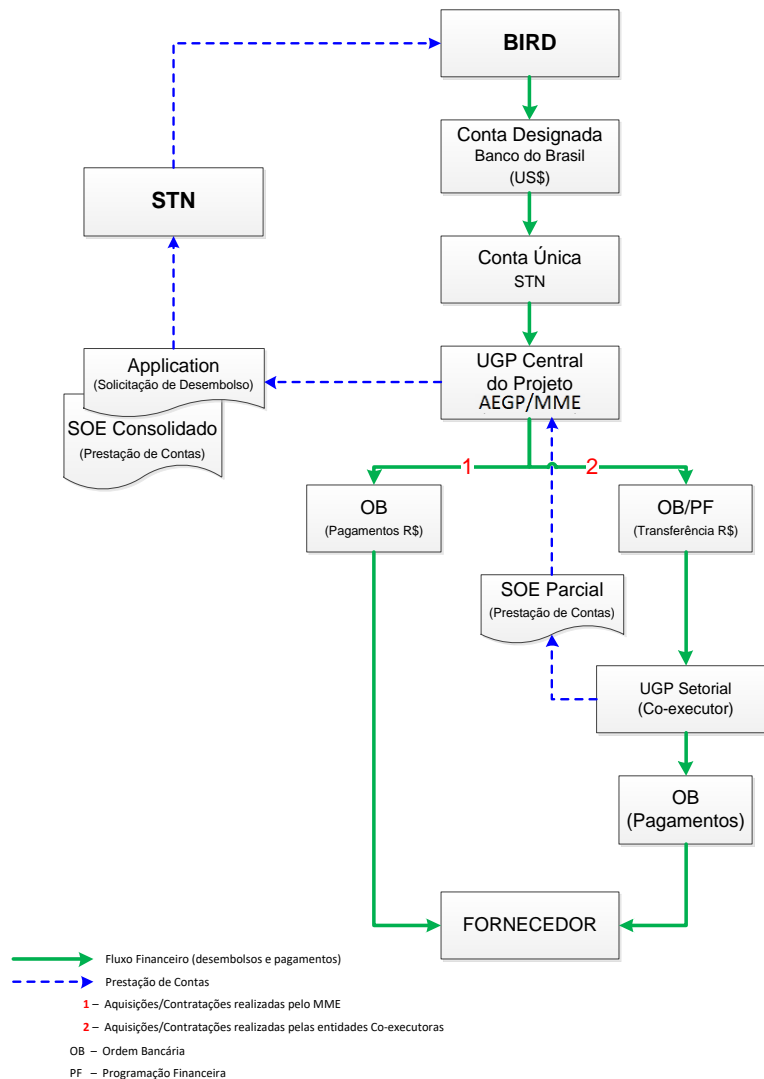 BIRD
Conta Designada
Banco do Brasil
(US$)
STN
Conta Única
STN
UGP Central
do Projeto
AEGP/MME
Application
(Solicitação de Desembolso)
SOE Consolidado
(Prestação de Contas)
1
2
OB
(Pagamentos R$)
OB/PF
(Transferência R$)
SOE Parcial
(Prestação de Contas)
UGP Setorial
(Co-executor)
OB
(Pagamentos)
FORNECEDOR
Fluxo Financeiro (desembolsos e pagamentos)
Prestação de Contas
1 – Aquisições/Contratações realizadas pelo MME
2 – Aquisições/Contratações realizadas pelas entidades Co-executoras
OB – Ordem Bancária
PF – Programação Financeira